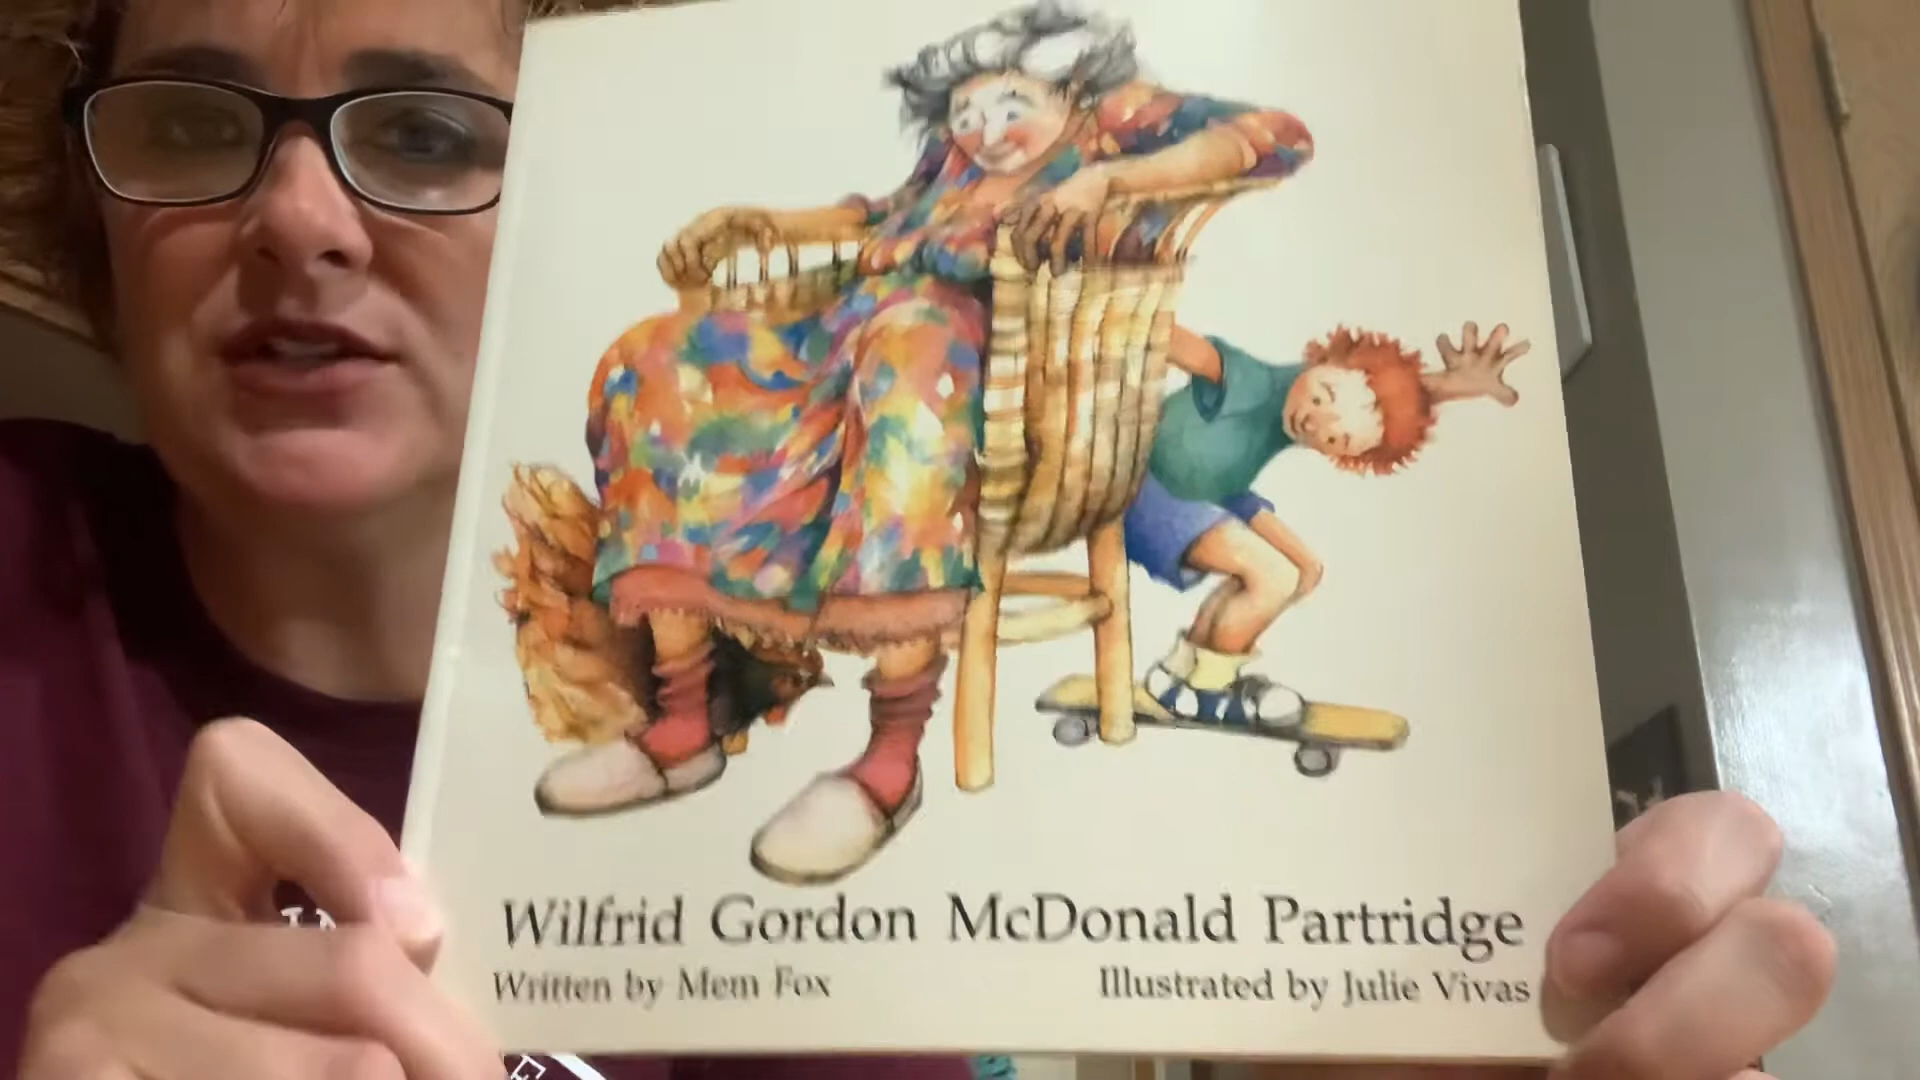 Wilfrid Gordon McDonald Partridge
Written by Mem Fox
Illustrated by Julie Vivas